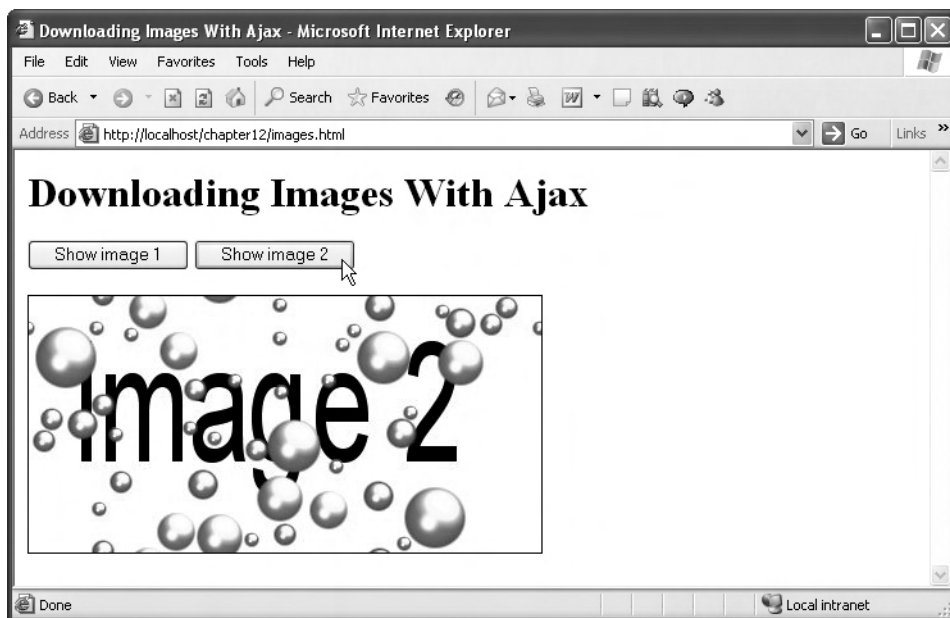 Downloading Images With Ajax - Microsoft Internet Explorer
File Edit View Favorites Tools Help
Back Search Favorites
Address http://localhost/chapter12/images.html Go Links »
Downloading Images With Ajax
Show image 1 Show image 2
Image 2
Done Local intranet